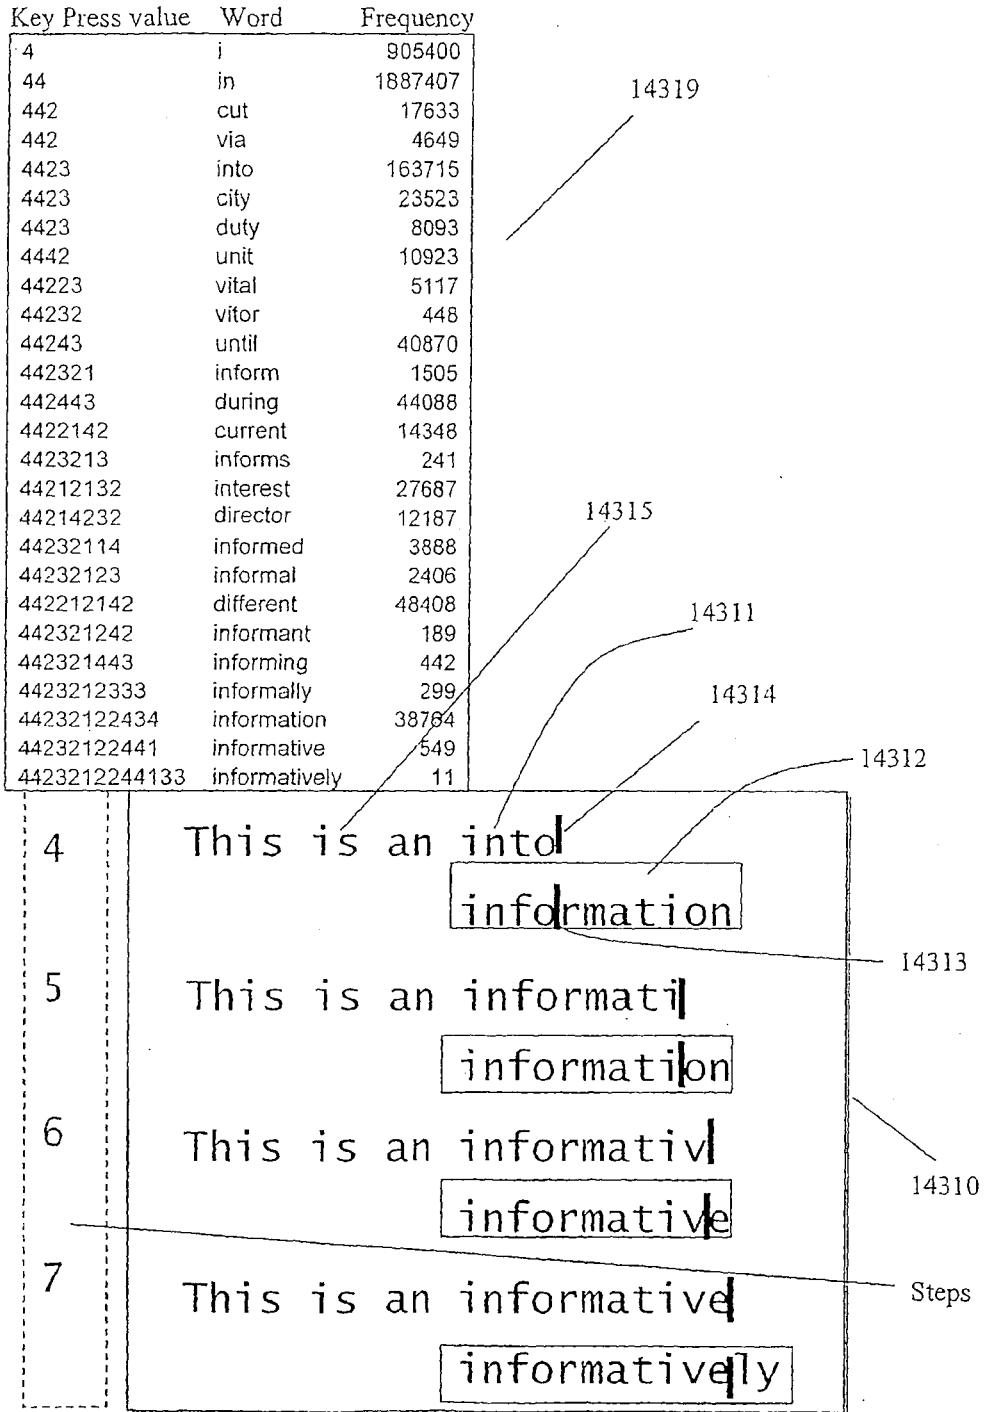 Key Press value Word Frequency
4 i 905400
44 in 1887407
442 cut 17633
442 via 4649
4423 into 163715
4423 city 23523
4423 duty 8093
4442 unit 10923
44223 vital 5117
44232 vitor 448
44243 until 40870
442321 inform 1505
442443 during 44088
4422142 current 14348
4423213 informs 241
44212132 interest 27687
44214232 director 12187
44232114 informed 3888
44232123 informal 2406
442212142 different 48408
442321242 informant 189
442321443 informing 442
4423212333 informally 299
44232122434 information 38764
44232122441 informative 549
4423212244133 informatively 11
14319
14315
14311
14314
14312
4 This is an into
information
14313
5 This is an informati
information
6 This is an informativ
informative
14310
7 This is an informative
Steps
informatively